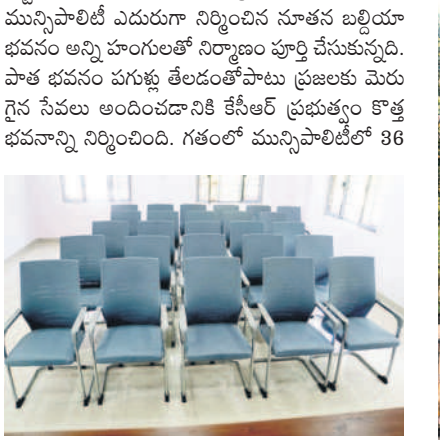 మున్సిపాలిటీ ఎదురుగా నిర్మించిన నూతన బల్దియా
భవనం అన్ని హంగులతో నిర్మాణం పూర్తి చేసుకున్నది.
పాత భవనం పగుళ్లు తేలడంతోపాటు ప్రజలకు మెరు
గైన సేవలు అందించడానికి కేసీఆర్ ప్రభుత్వం కొత్త
భవనాన్ని నిర్మించింది. గతంలో మున్సిపాలిటీలో 36